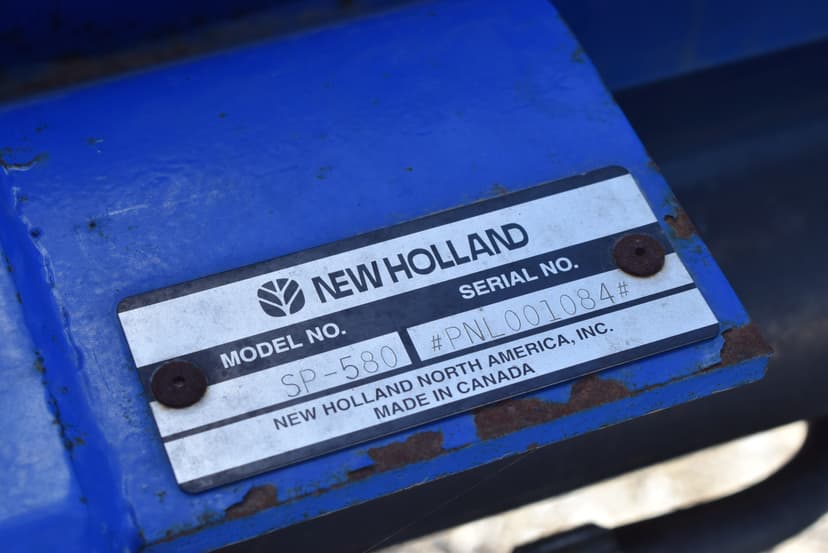 NEW HOLLAND
MODEL NO. SERIAL NO.
SP-580 #PNL001084#
NEW HOLLAND NORTH AMERICA, INC.
MADE IN CANADA